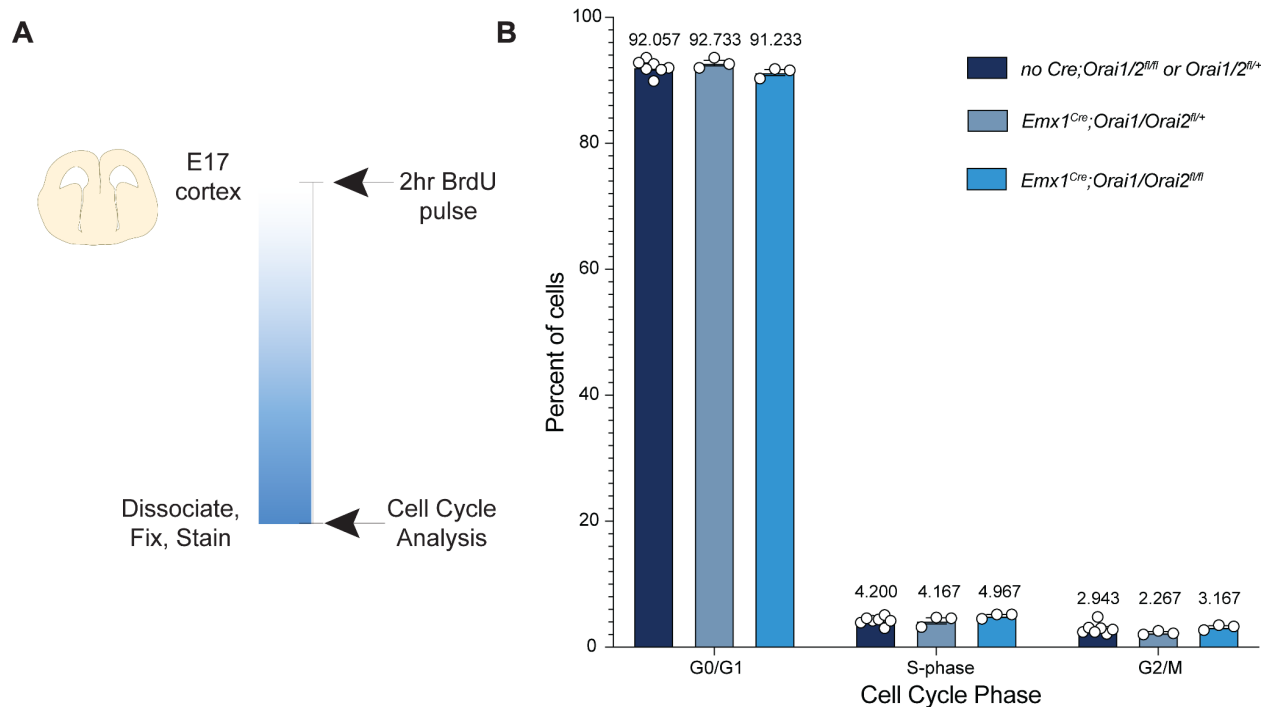 A
E17
cortex
2hr BrdU
pulse
Dissociate,
Fix, Stain
Cell Cycle
Analysis
B
Percent of cells
100
80
60
40
20
0
92.057 92.733 91.233
4.200 4.167 4.967
2.943 2.267 3.167
G0/G1 S-phase G2/M
Cell Cycle Phase
no Cre;Orai1/2fl/fl or Orai1/2fl/+
Emx1Cre;Orai1/Orai2fl/+
Emx1Cre;Orai1/Orai2fl/fl